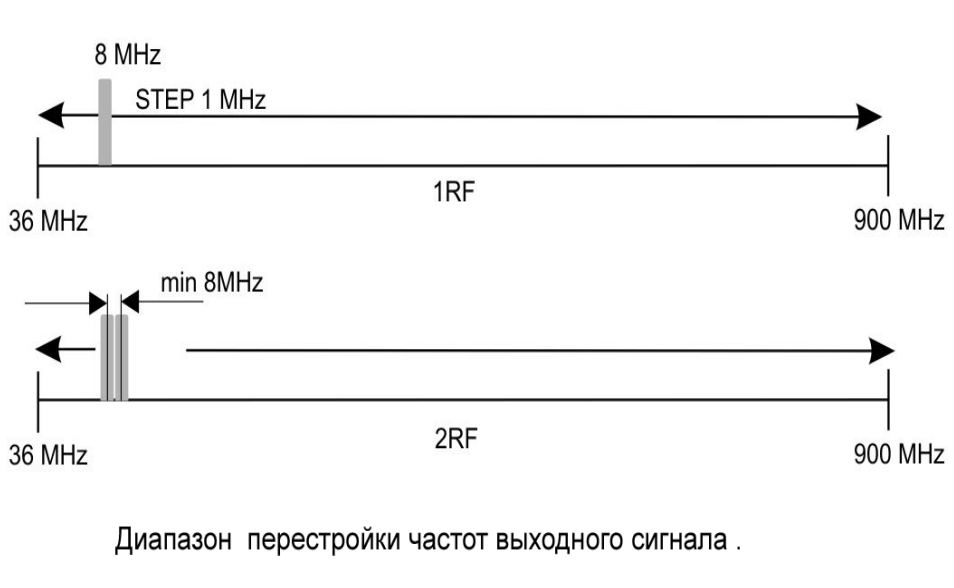 8 MHz
STEP 1 MHz
1RF
36 MHz
900 MHz
min 8MHz
2RF
36 MHz
900 MHz
Диапазон перестройки частот выходного сигнала .